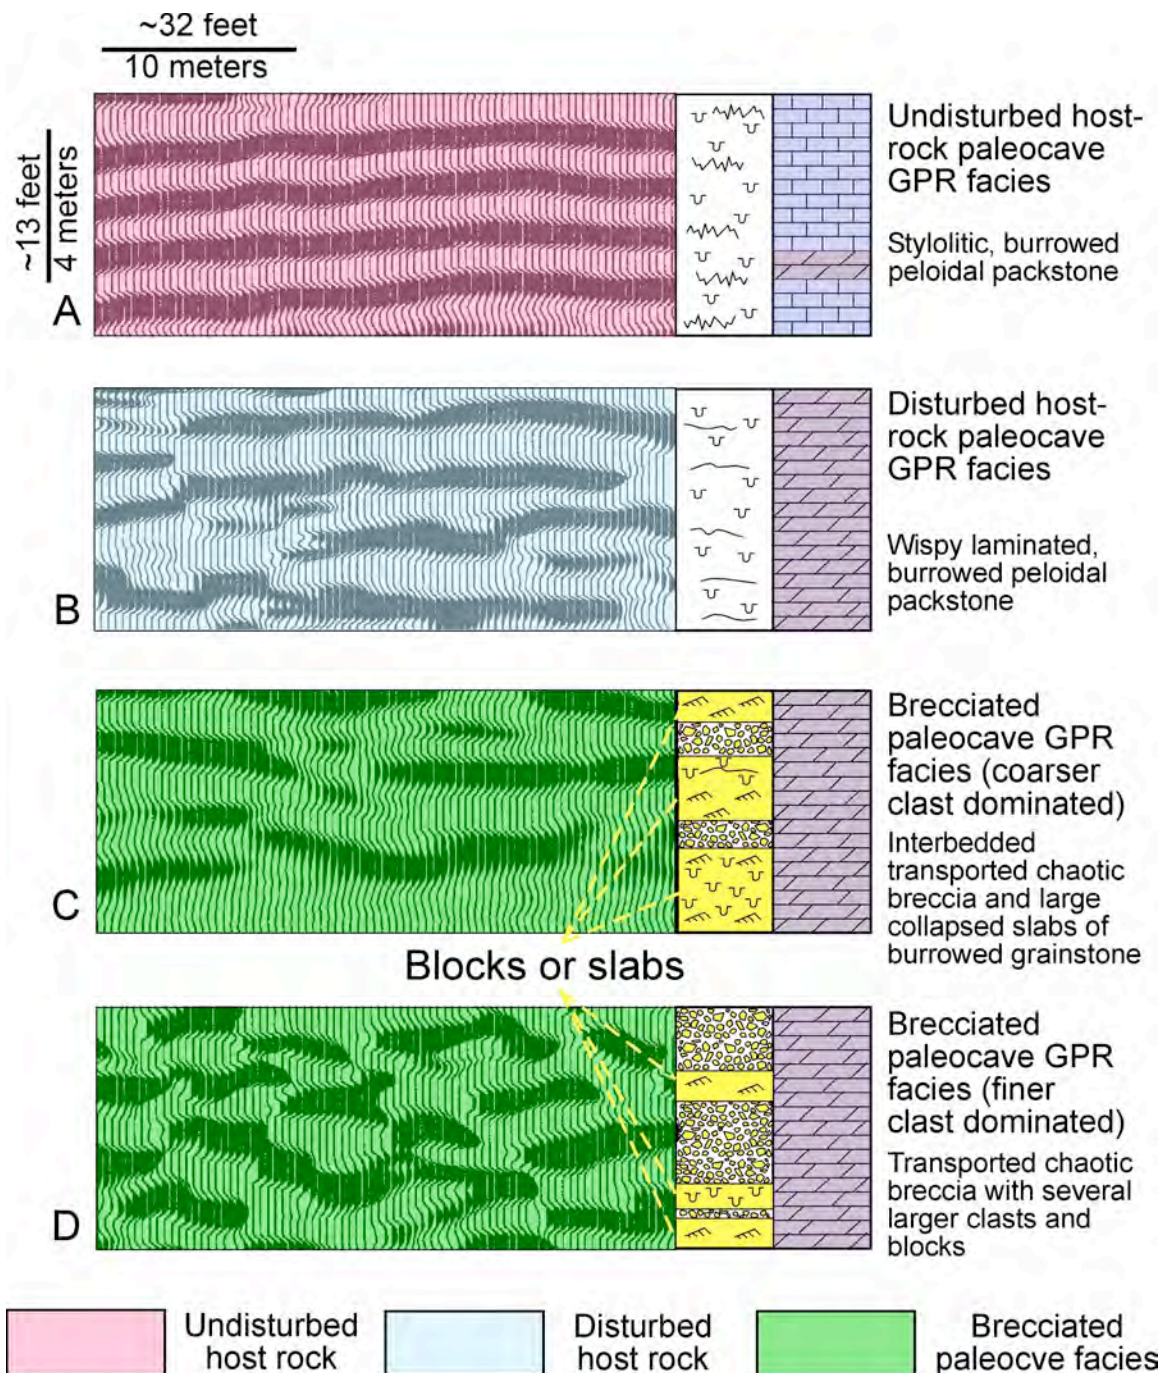 ~32 feet
10 meters
~13 feet
4 meters
A
Undisturbed host-
rock paleocave
GPR facies
Stylolitic, burrowed
peloidal packstone
B
Disturbed host-
rock paleocave
GPR facies
Wispy laminated,
burrowed peloidal
packstone
C
Brecciated
paleocave GPR
facies (coarser
clast dominated)
Interbedded
transported chaotic
breccia and large
collapsed slabs of
burrowed grainstone
Blocks or slabs
D
Brecciated
paleocave GPR
facies (finer
clast dominated)
Transported chaotic
breccia with several
larger clasts and
blocks
Undisturbed
host rock
Disturbed
host rock
Brecciated
paleocve facies